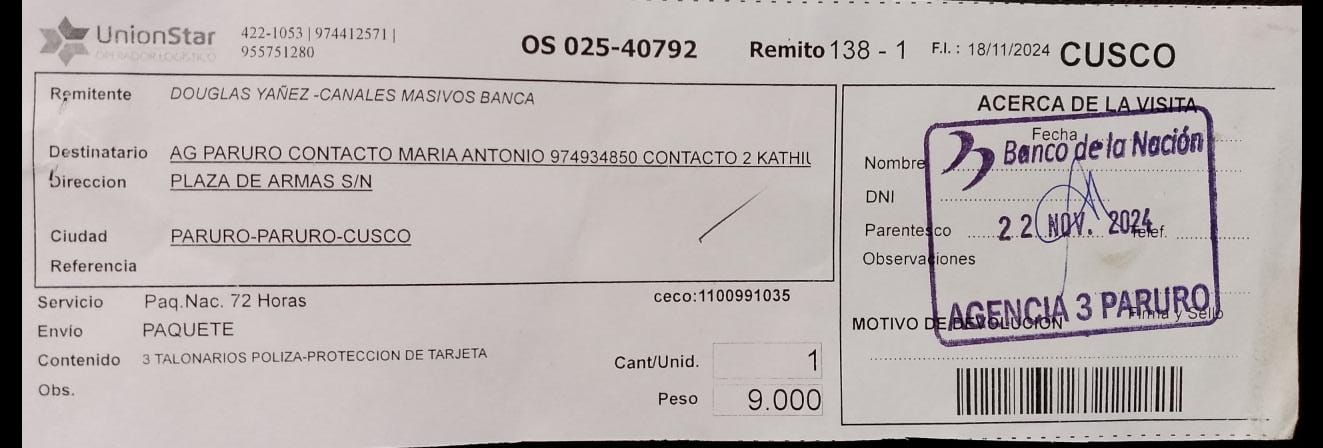 UnionStar
OPERADOR LOGISTICO
422-1053 | 974412571 |
955751280
OS 025-40792
Remito 138 - 1
F.I. : 18/11/2024
CUSCO
Remitente DOUGLAS YAÑEZ -CANALES MASIVOS BANCA
Destinatario AG PARURO CONTACTO MARIA ANTONIO 974934850 CONTACTO 2 KATHIL
Direccion PLAZA DE ARMAS S/N
Ciudad PARURO-PARURO-CUSCO
Referencia
Servicio Paq.Nac. 72 Horas
ceco:1100991035
Envio PAQUETE
Contenido 3 TALONARIOS POLIZA-PROTECCION DE TARJETA
Cant/Unid. 1
Obs.
Peso 9.000
ACERCA DE LA VISITA
Fecha
Banco de la Nación
Nombre
DNI
Parentesco
22 NOV. 2024
Telef.
Observaciones
AGENCIA 3 PARURO
Firma y Sello
MOTIVO DE DEVOLUCION